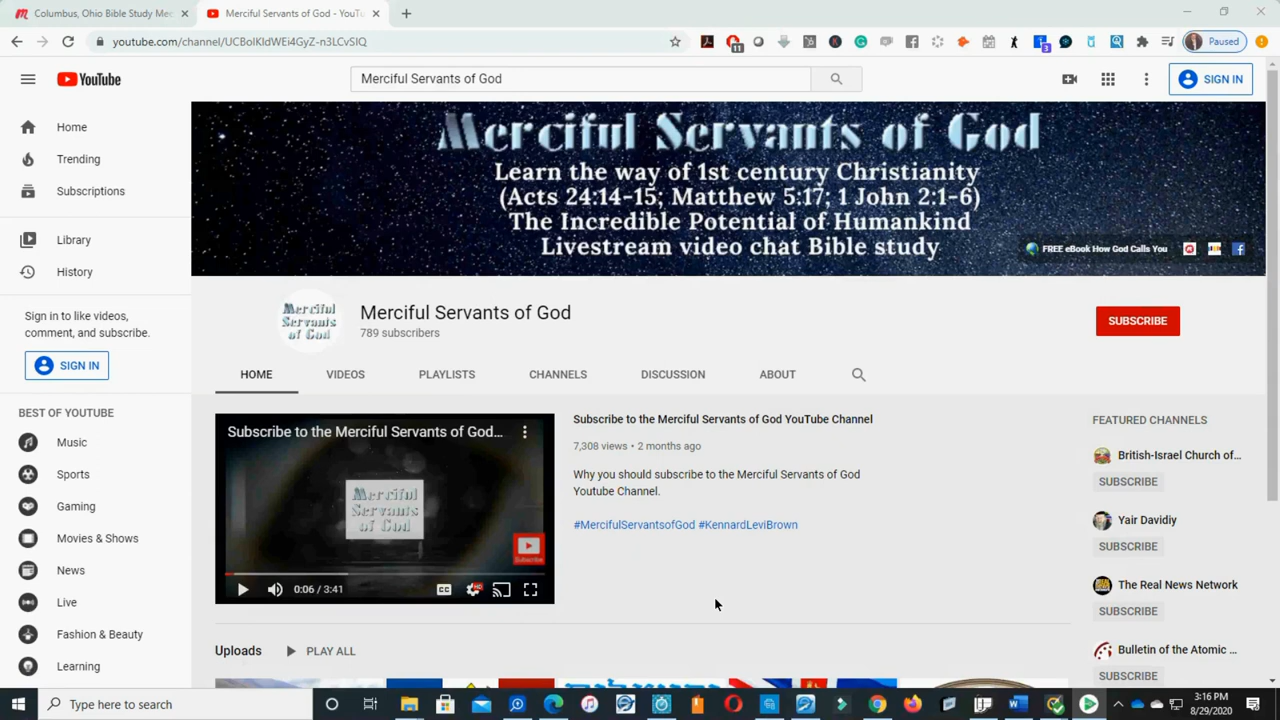 Columbus, Ohio Bible Study Mee
Merciful Servants of God - YouTu
youtube.com/channel/UCBoIKIdWEi4GyZ-n3LCvSIQ
11
3
Paused
YouTube
Merciful Servants of God
SIGN IN
Home
Trending
Subscriptions
Library
History
Sign in to like videos,
comment, and subscribe.
SIGN IN
BEST OF YOUTUBE
Music
Sports
Gaming
Movies & Shows
News
Live
Fashion & Beauty
Learning
Merciful Servants of God
Learn the way of 1st century Christianity
(Acts 24:14-15; Matthew 5:17; 1 John 2:1-6)
The Incredible Potential of Humankind
Livestream video chat Bible study
FREE eBook How God Calls You
Merciful
Servants
of God
Merciful Servants of God
789 subscribers
SUBSCRIBE
HOME
VIDEOS
PLAYLISTS
CHANNELS
DISCUSSION
ABOUT
Subscribe to the Merciful Servants of God...
Merciful
Servants
of God
Subscribe
0:06 / 3:41
CC
HD
Subscribe to the Merciful Servants of God YouTube Channel
7,308 views • 2 months ago
Why you should subscribe to the Merciful Servants of God
Youtube Channel.
#MercifulServantsofGod #KennardLeviBrown
FEATURED CHANNELS
British-Israel Church of...
SUBSCRIBE
Yair Davidiy
SUBSCRIBE
The Real News Network
SUBSCRIBE
Bulletin of the Atomic ...
SUBSCRIBE
Uploads
PLAY ALL
Type here to search
3:16 PM
8/29/2020